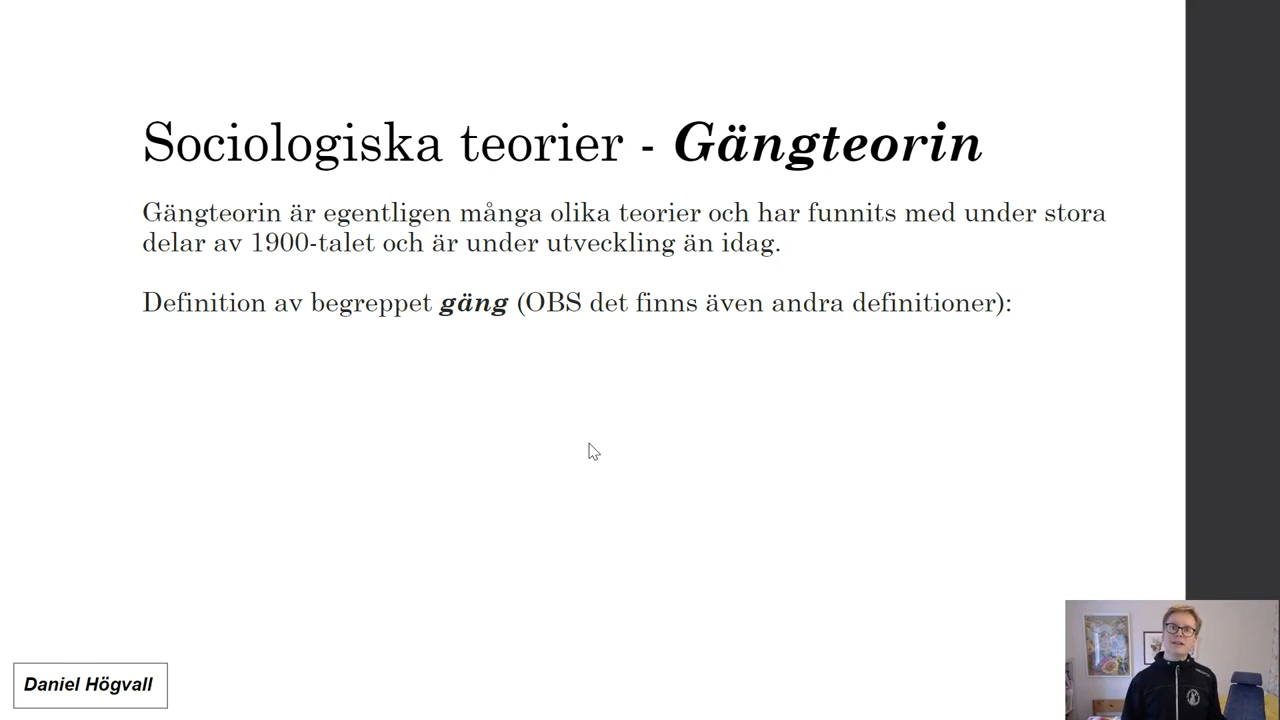 Sociologiska teorier - Gängteorin
Gängteorin är egentligen många olika teorier och har funnits med under stora
delar av 1900-talet och är under utveckling än idag.
Definition av begreppet gäng (OBS det finns även andra definitioner):
Daniel Högvall